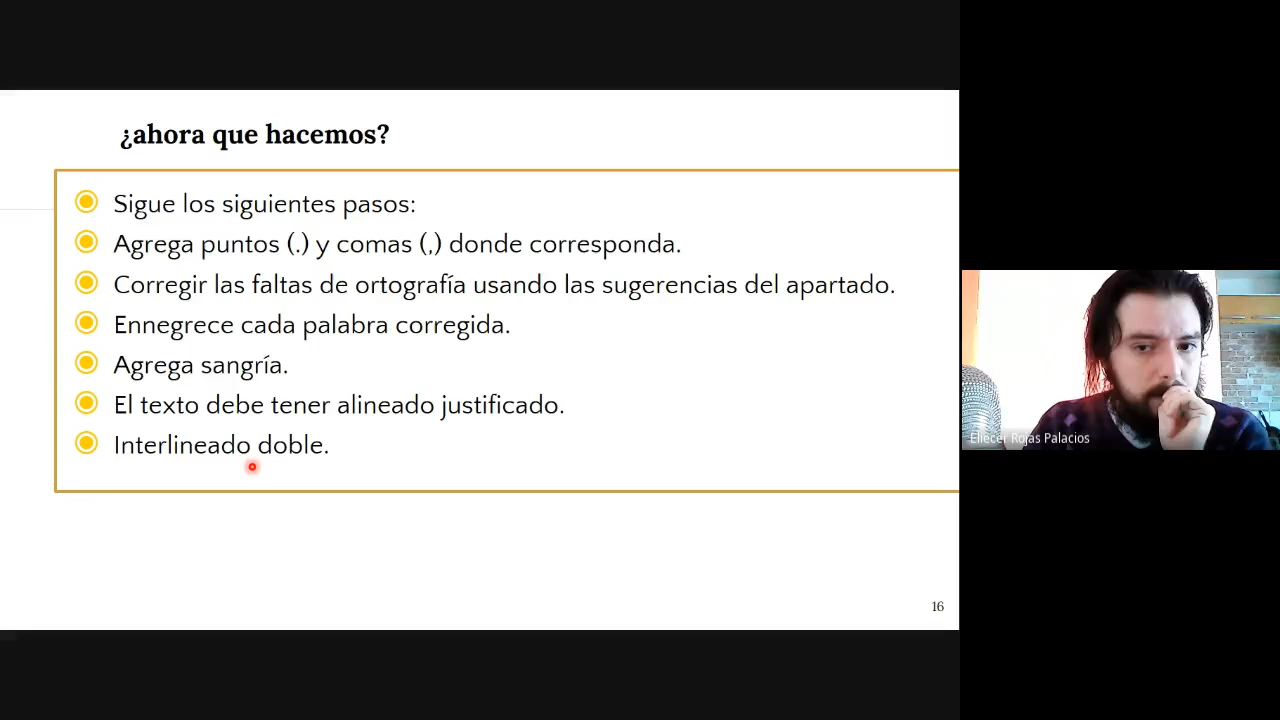 ¿ahora que hacemos?
Sigue los siguientes pasos:
Agrega puntos (.) y comas (,) donde corresponda.
Corregir las faltas de ortografía usando las sugerencias del apartado.
Ennegrece cada palabra corregida.
Agrega sangría.
El texto debe tener alineado justificado.
Interlineado doble.
16
Eliecer Rojas Palacios